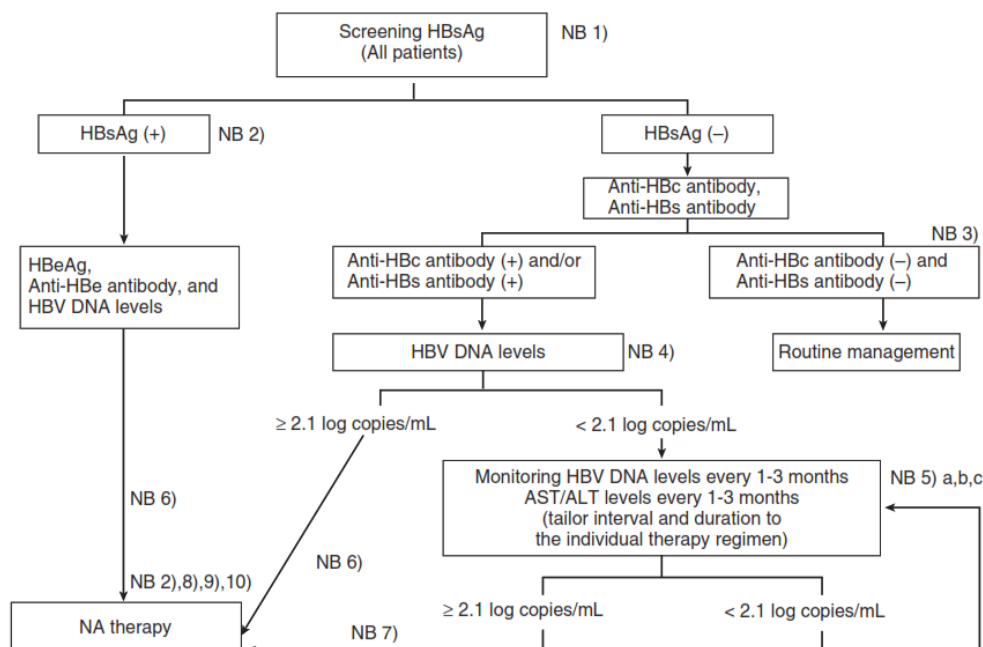 Screening HBsAg
(All patients)
NB 1)
HBsAg (+)
NB 2)
HBsAg (–)
Anti-HBc antibody,
Anti-HBs antibody
NB 3)
HBeAg,
Anti-HBe antibody, and
HBV DNA levels
Anti-HBc antibody (+) and/or
Anti-HBs antibody (+)
Anti-HBc antibody (–) and
Anti-HBs antibody (–)
HBV DNA levels
NB 4)
Routine management
≥ 2.1 log copies/mL
< 2.1 log copies/mL
Monitoring HBV DNA levels every 1-3 months
AST/ALT levels every 1-3 months
(tailor interval and duration to
the individual therapy regimen)
NB 5) a,b,c
NB 6)
NB 6)
NB 2),8),9),10)
≥ 2.1 log copies/mL
< 2.1 log copies/mL
NA therapy
NB 7)